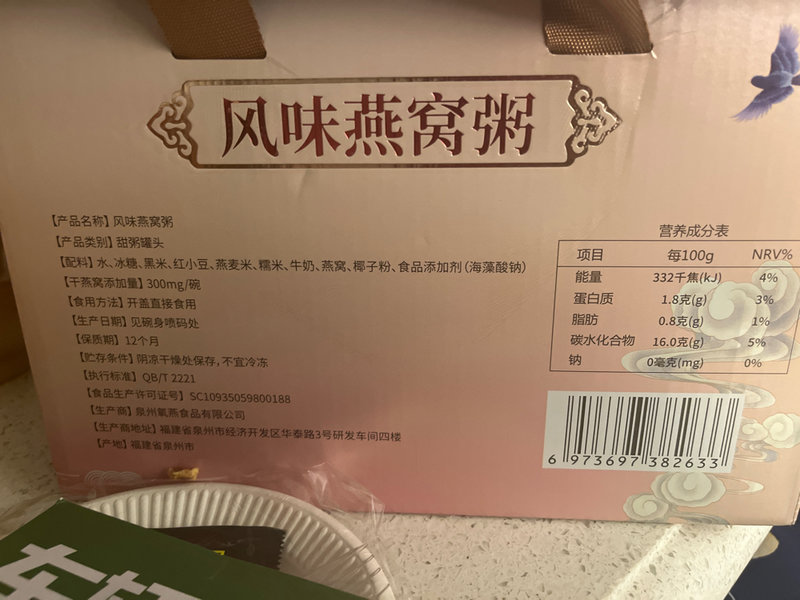 风味燕窝粥
【产品名称】风味燕窝粥
【产品类别】甜粥罐头
【配料】水、冰糖、黑米、红小豆、燕麦米、糯米、牛奶、燕窝、椰子粉、食品添加剂(海藻酸钠)
【干燕窝添加量】300mg/碗
【食用方法】开盖直接食用
【生产日期】见碗身喷码处
【保质期】12个月
【贮存条件】阴凉干燥处保存,不宜冷冻
【执行标准】QB/T 2221
【食品生产许可证号】SC10935059800188
【生产商】泉州氧燕食品有限公司
【生产商地址】福建省泉州市经济开发区华泰路3号研发车间四楼
【产地】福建省泉州市
营养成分表
项目 每100g NRV%
能量 332千焦(kJ) 4%
蛋白质 1.8克(g) 3%
脂肪 0.8克(g) 1%
碳水化合物 16.0克(g) 5%
钠 0毫克(mg) 0%
6 973697 382633